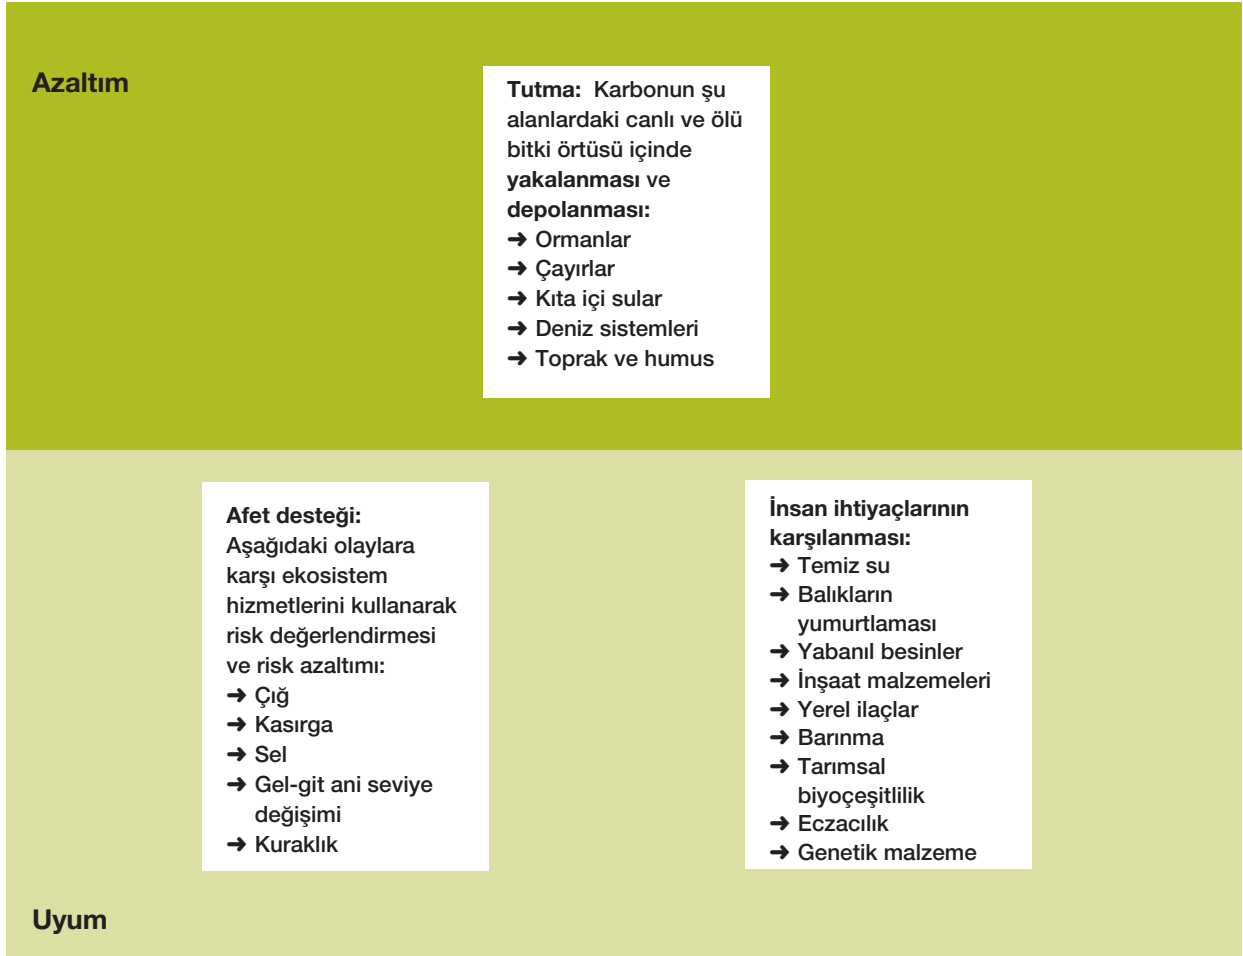 Azaltım
Tutma: Karbonun şu
alanlardaki canlı ve ölü
bitki örtüsü içinde
yakalanması ve
depolanması:
➔ Ormanlar
➔ Çayırlar
➔ Kıta içi sular
➔ Deniz sistemleri
➔ Toprak ve humus
Afet desteği:
Aşağıdaki olaylara
karşı ekosistem
hizmetlerini kullanarak
risk değerlendirmesi
ve risk azaltımı:
➔ Çığ
➔ Kasırga
➔ Sel
➔ Gel-git ani seviye
değişimi
➔ Kuraklık
İnsan ihtiyaçlarının
karşılanması:
➔ Temiz su
➔ Balıkların
yumurtlaması
➔ Yabanıl besinler
➔ İnşaat malzemeleri
➔ Yerel ilaçlar
➔ Barınma
➔ Tarımsal
biyoçeşitlilik
➔ Eczacılık
➔ Genetik malzeme
Uyum